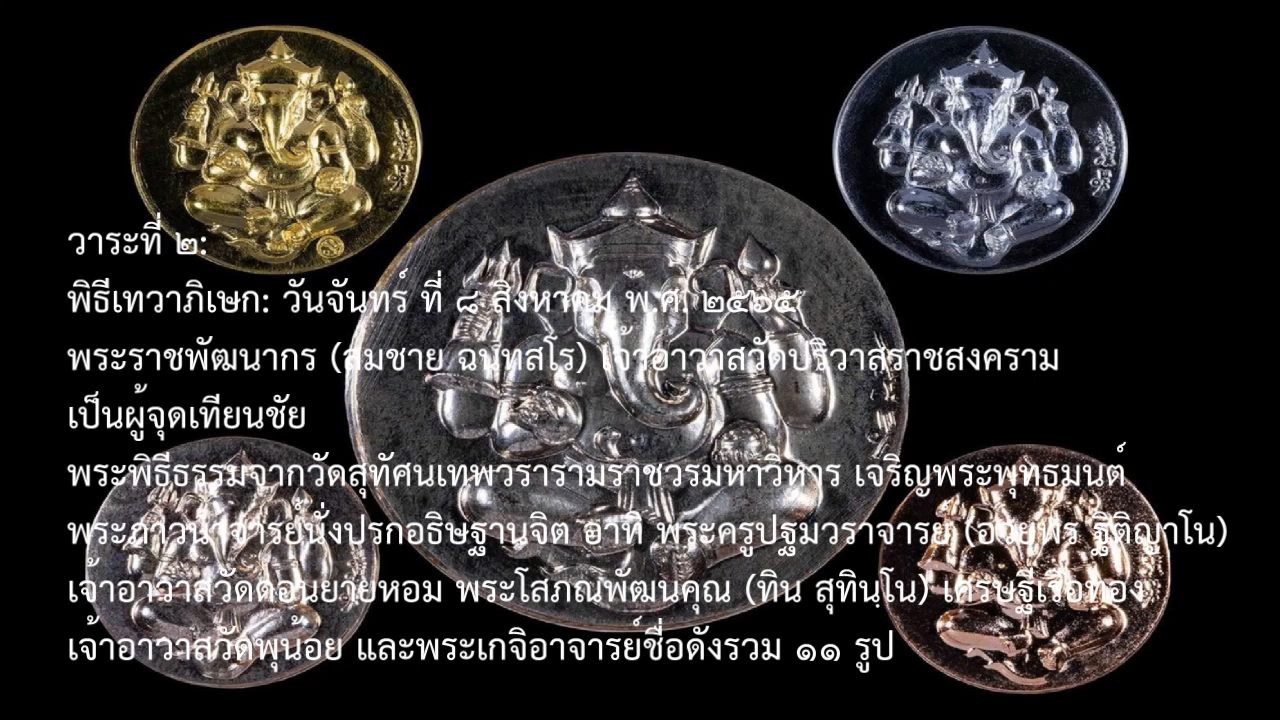 วาระที่ ๒:
พิธีเทวาภิเษก: วันจันทร์ ที่ ๘ สิงหาคม พ.ศ. ๒๕๖๕
พระราชพัฒนากร (สมชาย ฉนฺทสโร) เจ้าอาวาสวัดปริวาสราชสงคราม
เป็นผู้จุดเทียนชัย
พระพิธีธรรมจากวัดสุทัศนเทพวรารามราชวรมหาวิหาร เจริญพระพุทธมนต์
พระภาวนาจารย์นั่งปรกอธิษฐานจิต อาทิ พระครูปฐมวราจารย์ (อวยพร ฐิติญาโน)
เจ้าอาวาสวัดดอนยายหอม พระโสภณพัฒนคุณ (ทิน สุทินฺโน) เศรษฐีเรือทอง
เจ้าอาวาสวัดพุน้อย และพระเกจิอาจารย์ชื่อดังรวม ๑๑ รูป